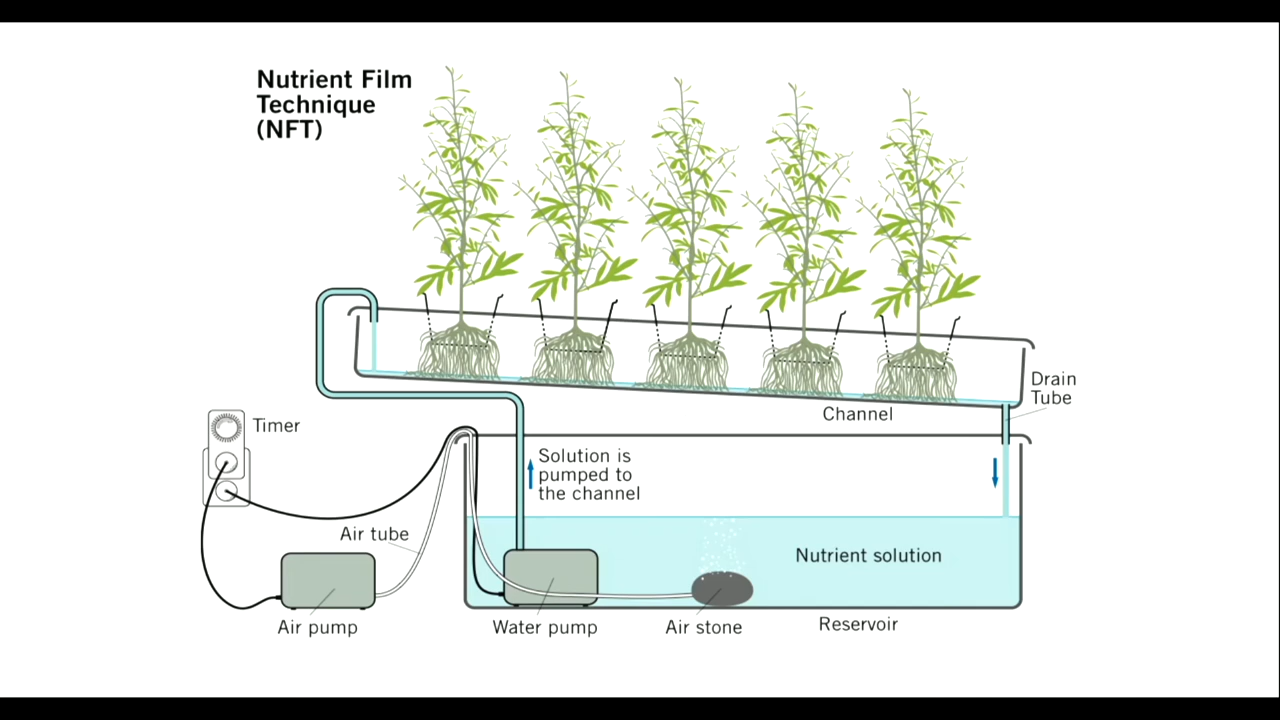 Nutrient Film
Technique
(NFT)
Drain
Tube
Channel
Timer
Solution is
pumped to
the channel
Air tube
Nutrient solution
Air pump
Water pump
Air stone
Reservoir